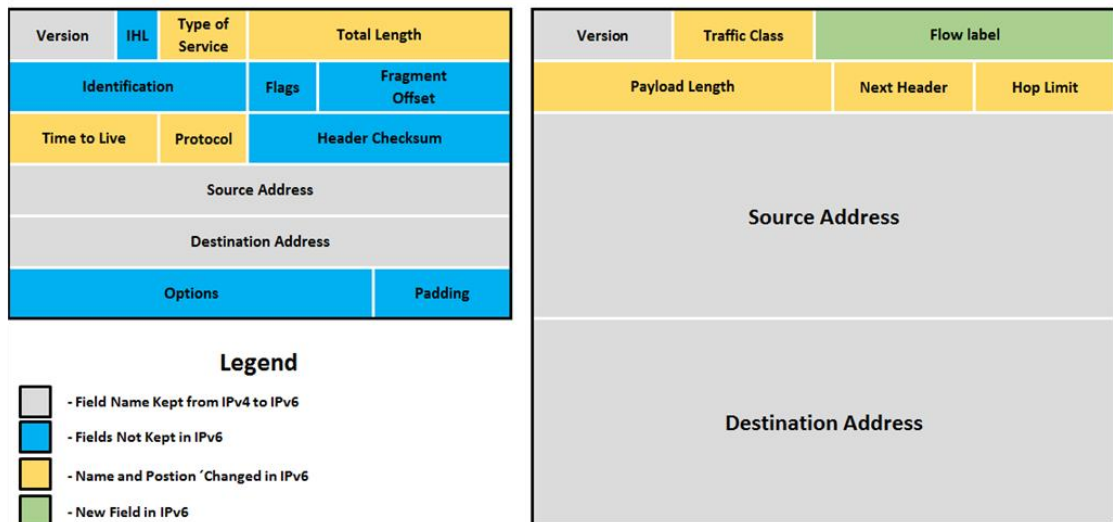 Version IHL Type of Service Total Length
Identification Flags Fragment Offset
Time to Live Protocol Header Checksum
Source Address
Destination Address
Options Padding
Legend
- Field Name Kept from IPv4 to IPv6
- Fields Not Kept in IPv6
- Name and Postion ´Changed in IPv6
- New Field in IPv6
Version Traffic Class Flow label
Payload Length Next Header Hop Limit
Source Address
Destination Address